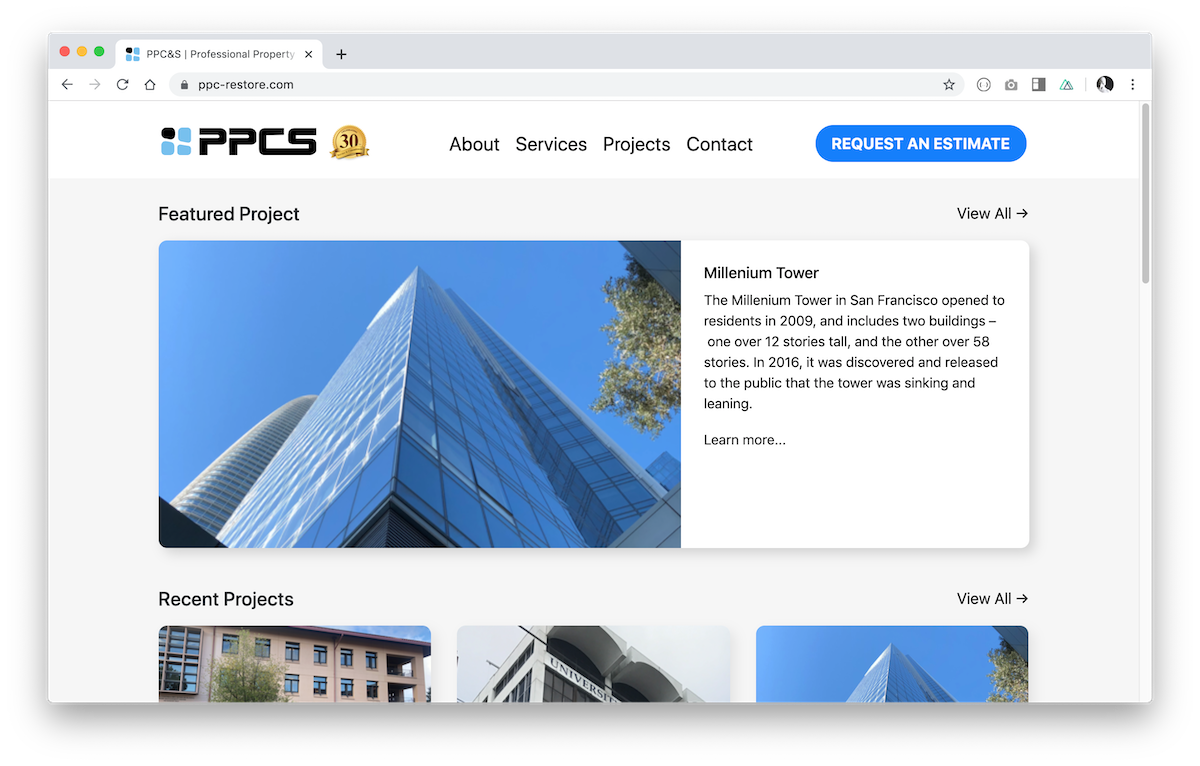 PPC&S | Professional Property
ppc-restore.com
PPCS 30
About Services Projects Contact REQUEST AN ESTIMATE
Featured Project View All →
Millenium Tower
The Millenium Tower in San Francisco opened to
residents in 2009, and includes two buildings –
one over 12 stories tall, and the other over 58
stories. In 2016, it was discovered and released
to the public that the tower was sinking and
leaning.
Learn more...
Recent Projects View All →